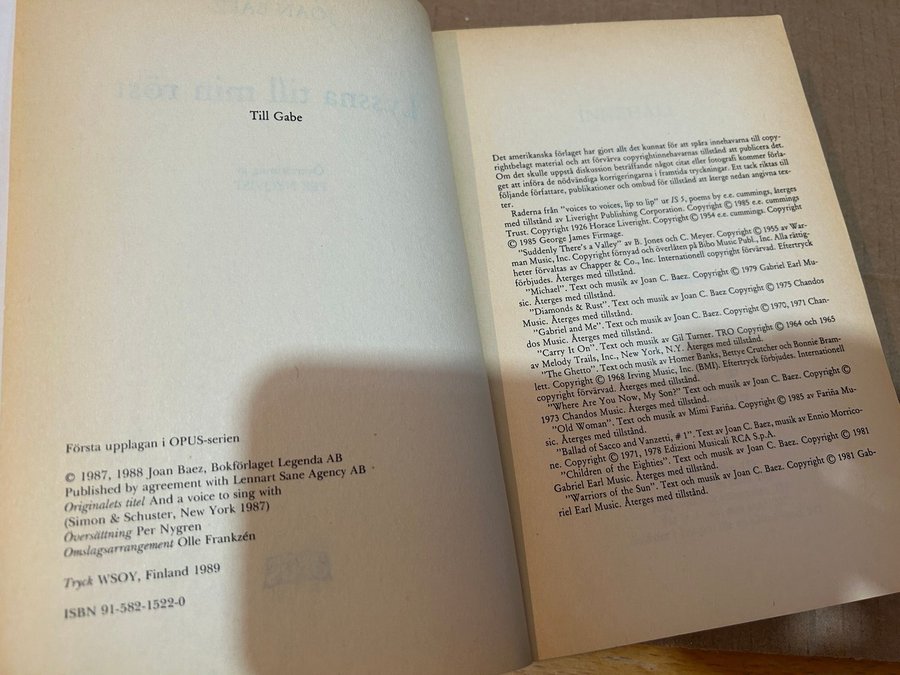 Till Gabe
Första upplagan i OPUS-serien
© 1987, 1988 Joan Baez, Bokförlaget Legenda AB
Published by agreement with Lennart Sane Agency AB
Originalets titel And a voice to sing with
(Simon & Schuster, New York 1987)
Översättning Per Nygren
Omslagsarrangement Olle Frankzén
Tryck WSOY, Finland 1989
ISBN 91-582-1522-0
Det amerikanska förlaget har gjort allt det kunnat för att spåra innehavarna till copy-
rightbelagt material och att förvärva copyrightinnehavarnas tillstånd att publicera det.
Om det skulle uppstå diskussion beträffande något citat eller fotografi kommer förla-
get att införa de nödvändiga korrigeringarna i framtida tryckningar. Ett tack riktas till
följande författare, publikationer och ombud för tillstånd att återge nedan angivna tex-
ter.
Raderna från "voices to voices, lip to lip" ur IS 5, poems by e.e. cummings, återges
med tillstånd av Liveright Publishing Corporation. Copyright © 1985 e.e. cummings
Trust. Copyright 1926 Horace Liveright. Copyright © 1954 e.e. cummings. Copyright
© 1985 George James Firmage.
"Suddenly There's a Valley" av B. Jones och C. Meyer. Copyright © 1955 av War-
man Music, Inc. Copyright förnyad och överlåten på Bibo Music Publ., Inc. Alla rättig-
heter förvaltas av Chapper & Co., Inc. Internationell copyright förvärvad. Eftertryck
förbjudes. Återges med tillstånd.
"Michael". Text och musik av Joan C. Baez. Copyright © 1979 Gabriel Earl Mu-
sic. Återges med tillstånd.
"Diamonds & Rust". Text och musik av Joan C. Baez Copyright © 1975 Chandos
Music. Återges med tillstånd.
"Gabriel and Me". Text och musik av Joan C. Baez. Copyright © 1970, 1971 Chan-
dos Music. Återges med tillstånd.
"Carry It On". Text och musik av Gil Turner. TRO Copyright © 1964 och 1965
av Melody Trails, Inc., New York, N.Y. Återges med tillstånd.
"The Ghetto". Text och musik av Homer Banks, Bettye Crutcher och Bonnie Bram-
lett. Copyright © 1968 Irving Music, Inc. (BMI). Eftertryck förbjudes. Internationell
copyright förvärvad. Återges med tillstånd.
"Where Are You Now, My Son?" Text och musik av Joan C. Baez. Copyright ©
1973 Chandos Music. Återges med tillstånd.
"Old Woman". Text och musik av Mimi Fariña. Copyright © 1985 av Fariña Mu-
sic. Återges med tillstånd.
"Ballad of Sacco and Vanzetti, # 1". Text av Joan C. Baez, musik av Ennio Morrico-
ne. Copyright © 1971, 1978 Edizioni Musicali RCA S.p.A.
"Children of the Eighties". Text och musik av Joan C. Baez. Copyright © 1981
Gabriel Earl Music. Återges med tillstånd.
"Warriors of the Sun". Text och musik av Joan C. Baez. Copyright © 1981 Gab-
riel Earl Music. Återges med tillstånd.